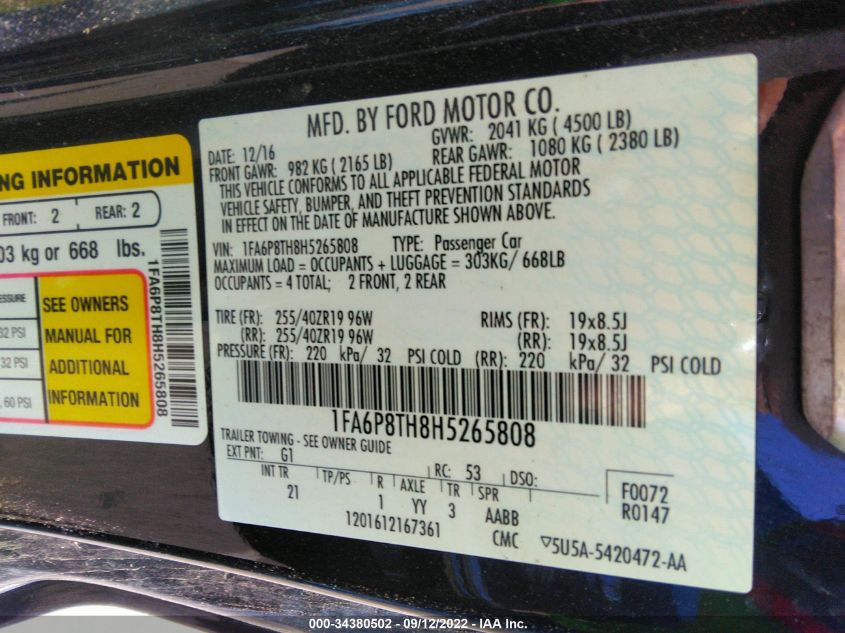 NG INFORMATION
FRONT: 2 REAR: 2
03 kg or 668 lbs.
PRESSURE
32 PSI
32 PSI
, 60 PSI
SEE OWNERS
MANUAL FOR
ADDITIONAL
INFORMATION
1FA6P8TH8H5265808
MFD. BY FORD MOTOR CO.
DATE: 12/16 GVWR: 2041 KG ( 4500 LB)
FRONT GAWR: 982 KG ( 2165 LB) REAR GAWR: 1080 KG ( 2380 LB)
THIS VEHICLE CONFORMS TO ALL APPLICABLE FEDERAL MOTOR
VEHICLE SAFETY, BUMPER, AND THEFT PREVENTION STANDARDS
IN EFFECT ON THE DATE OF MANUFACTURE SHOWN ABOVE.
VIN: 1FA6P8TH8H5265808 TYPE: Passenger Car
MAXIMUM LOAD = OCCUPANTS + LUGGAGE = 303KG/ 668LB
OCCUPANTS = 4 TOTAL; 2 FRONT, 2 REAR
TIRE (FR): 255/40ZR19 96W RIMS (FR): 19x8.5J
(RR): 255/40ZR19 96W (RR): 19x8.5J
PRESSURE (FR): 220 kPa/ 32 PSI COLD (RR): 220 kPa/ 32 PSI COLD
1FA6P8TH8H5265808
TRAILER TOWING - SEE OWNER GUIDE
EXT PNT: G1 RC: 53 DSO:
INT TR TP/PS R AXLE TR SPR F0072
21 1 YY 3 AABB R0147
1201612167361 CMC ▽5U5A-5420472-AA
000-34380502 - 09/12/2022 - IAA Inc.